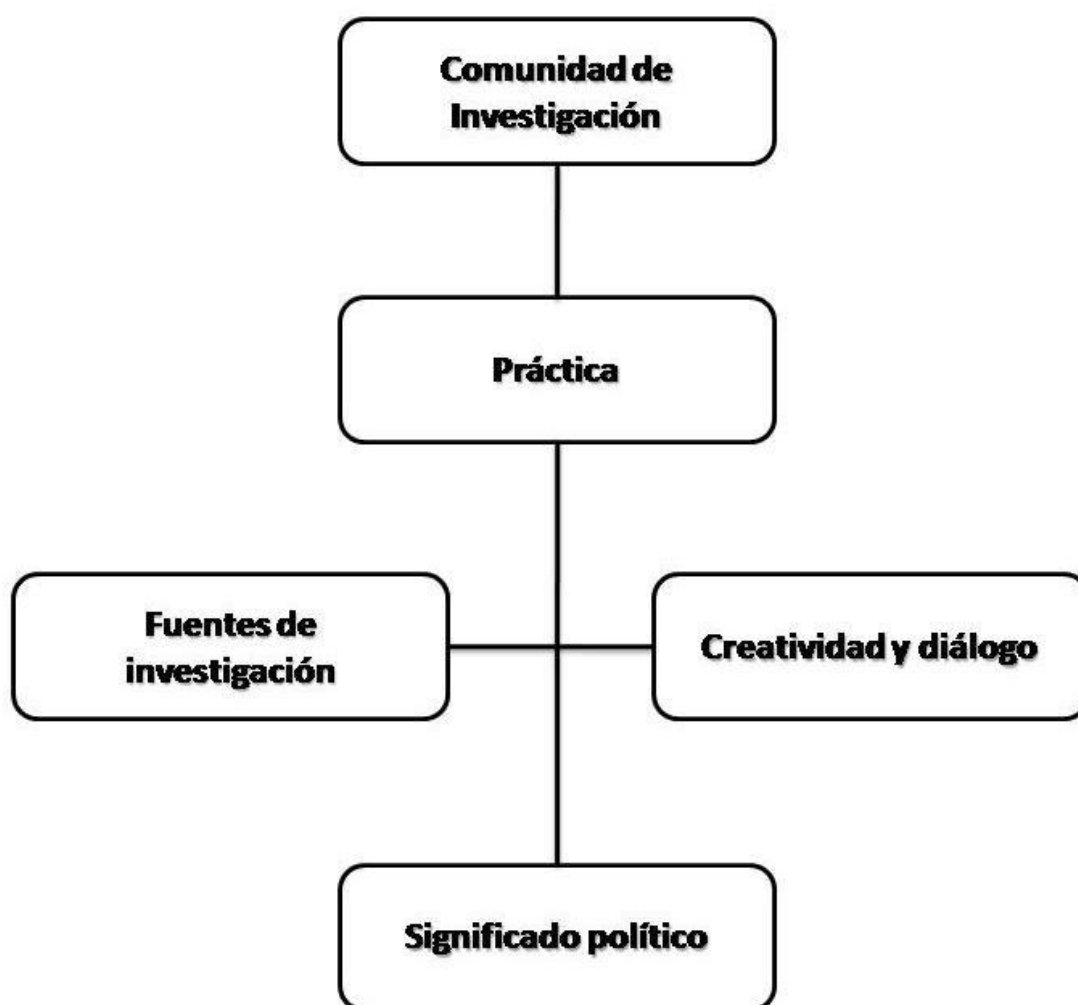 Comunidad de
Investigación
Práctica
Fuentes de
investigación
Creatividad y diálogo
Significado político